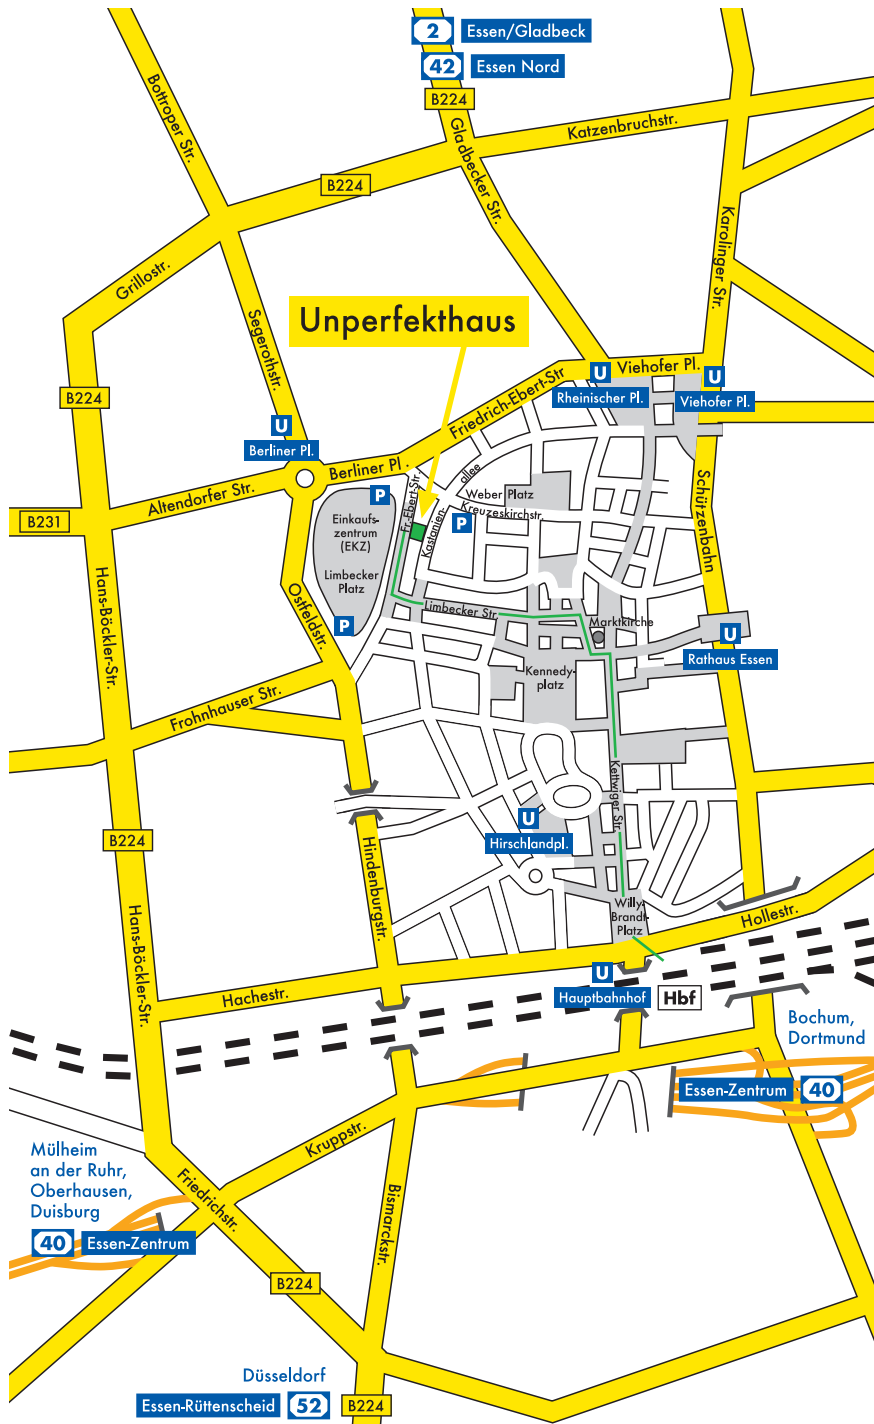 2 Essen/Gladbeck
42 Essen Nord
B224
Bottroper Str.
Gladbecker Str.
Katzenbruchstr.
B224
Karolinger Str.
Grillostr.
Segerothstr.
Unperfekthaus
B224
U
Berliner Pl.
Friedrich-Ebert-Str
U
Rheinischer Pl.
Viehofer Pl.
U
Viehofer Pl.
Berliner Pl.
Altendorfer Str.
B231
P
Einkaufs-
zentrum
(EKZ)
Limbecker
Platz
P
Fr.-Ebert-Str.
Kastanien-
allee
P
Weber Platz
Kreuzeskirchstr.
Schützenbahn
Hans-Böckler-Str.
Ostfeldstr.
Limbecker Str.
Marktkirche
U
Rathaus Essen
Kennedy-
platz
Frohnhauser Str.
Kettwiger Str.
B224
U
Hirschlandpl.
Hindenburgstr.
Hans-Böckler-Str.
Willy-
Brandt-
Platz
Hollestr.
Hachestr.
U
Hauptbahnhof
Hbf
Bochum,
Dortmund
Essen-Zentrum 40
Kruppstr.
Mülheim
an der Ruhr,
Oberhausen,
Duisburg
40 Essen-Zentrum
Friedrichstr.
Bismarckstr.
B224
Düsseldorf
Essen-Rüttenscheid 52 B224